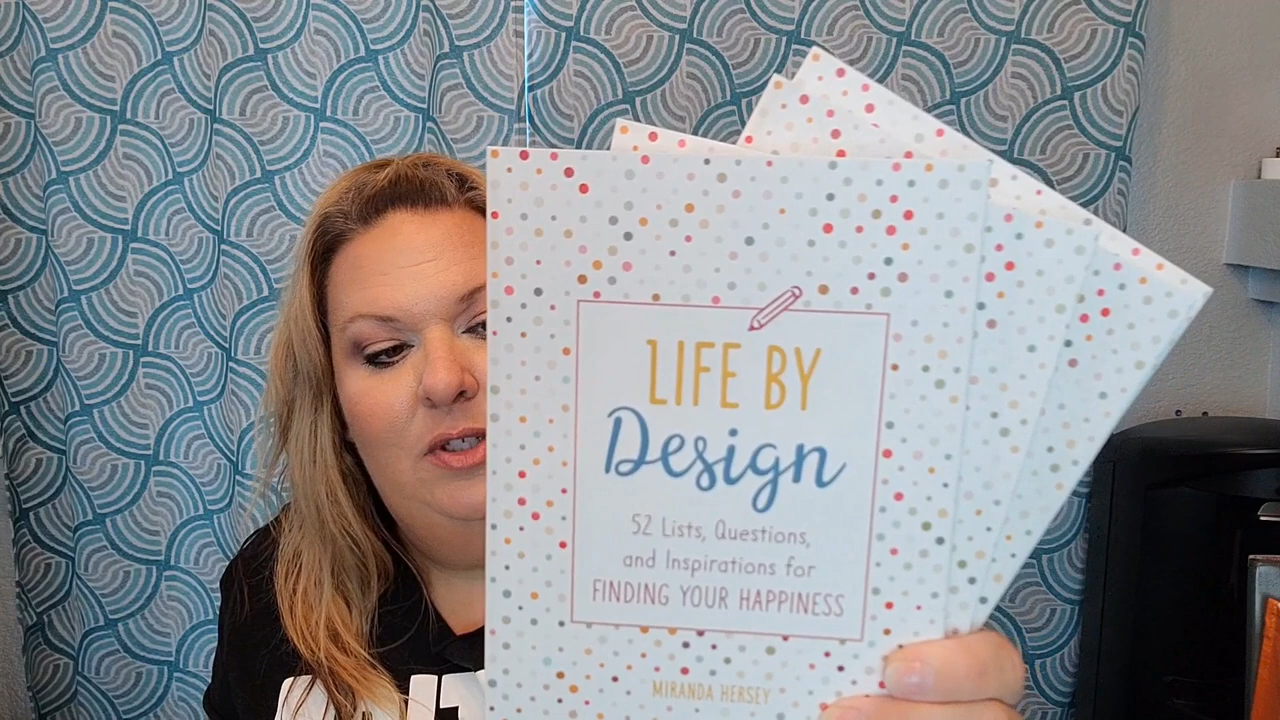 LIFE BY
Design
52 Lists, Questions,
and Inspirations for
FINDING YOUR HAPPINESS
MIRANDA HERSEY